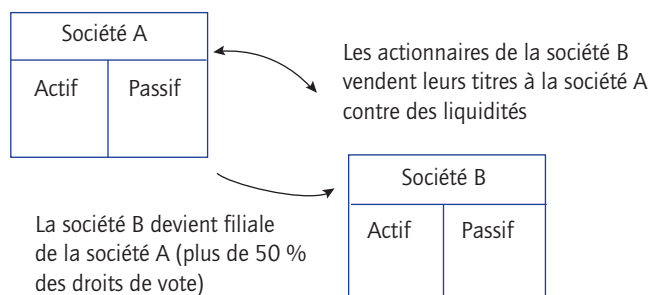 Société A
Actif
Passif
Les actionnaires de la société B
vendent leurs titres à la société A
contre des liquidités
Société B
Actif
Passif
La société B devient filiale
de la société A (plus de 50 %
des droits de vote)